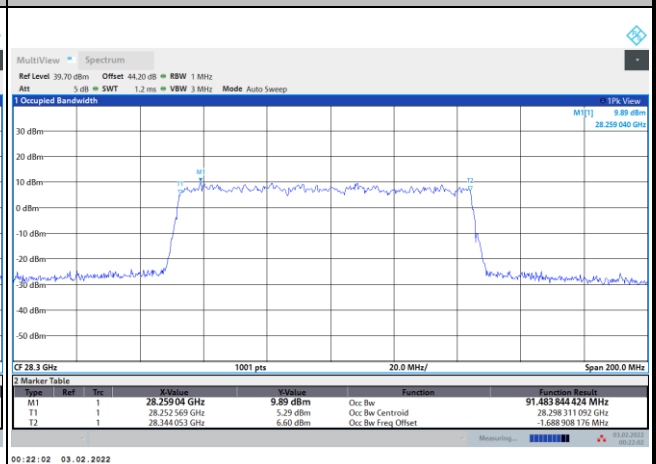 MultiView Spectrum
Ref Level 39.70 dBm Offset 44.20 dB RBW 1 MHz
Att 5 dB SWT 1.2 ms VBW 3 MHz Mode Auto Sweep
1 Occupied Bandwidth 1Pk View
M1[1] 9.89 dBm
28.259 040 GHz
30 dBm
20 dBm
M1
T1 T2
10 dBm
0 dBm
-10 dBm
-20 dBm
-30 dBm
-40 dBm
-50 dBm
CF 28.3 GHz 1001 pts 20.0 MHz/ Span 200.0 MHz
2 Marker Table
Type Ref Trc X-Value Y-Value Function Function Result
M1 1 28.259 04 GHz 9.89 dBm Occ Bw 91.483 844 424 MHz
T1 1 28.252 569 GHz 5.29 dBm Occ Bw Centroid 28.298 311 092 GHz
T2 1 28.344 053 GHz 6.60 dBm Occ Bw Freq Offset -1.688 908 176 MHz
Measuring... 03.02.2022
00:22:02
00:22:02 03.02.2022